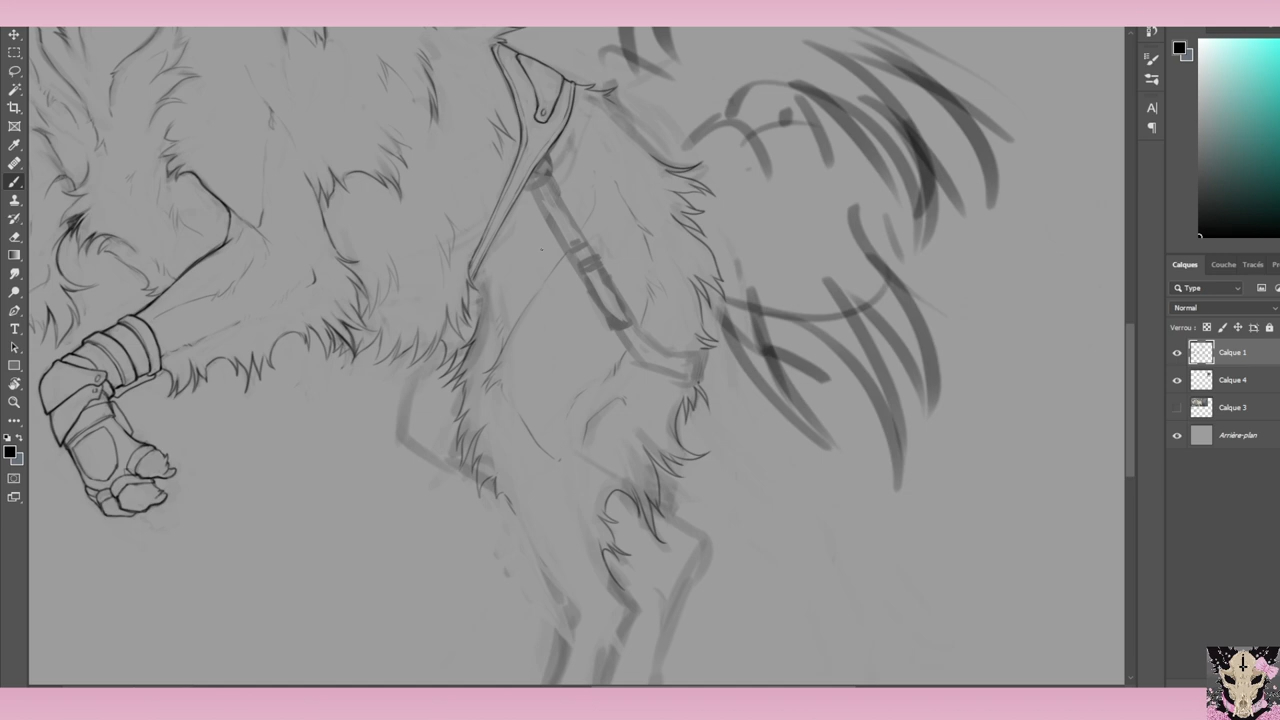 Calques
Couche
Tracés
Type
Normal
Verrou :
Calque 1
Calque 4
Calque 3
Arrière-plan